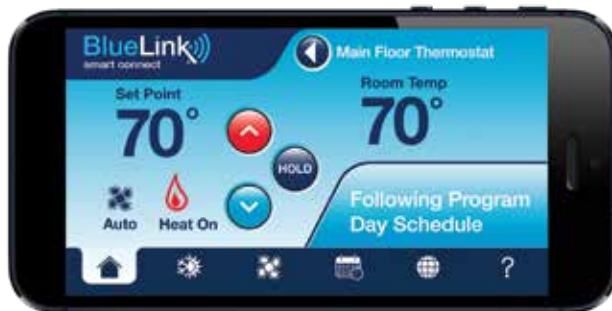 BlueLink
smart connect
Main Floor Thermostat
Set Point
70°
Room Temp
70°
HOLD
Auto
Heat On
Following Program
Day Schedule
?